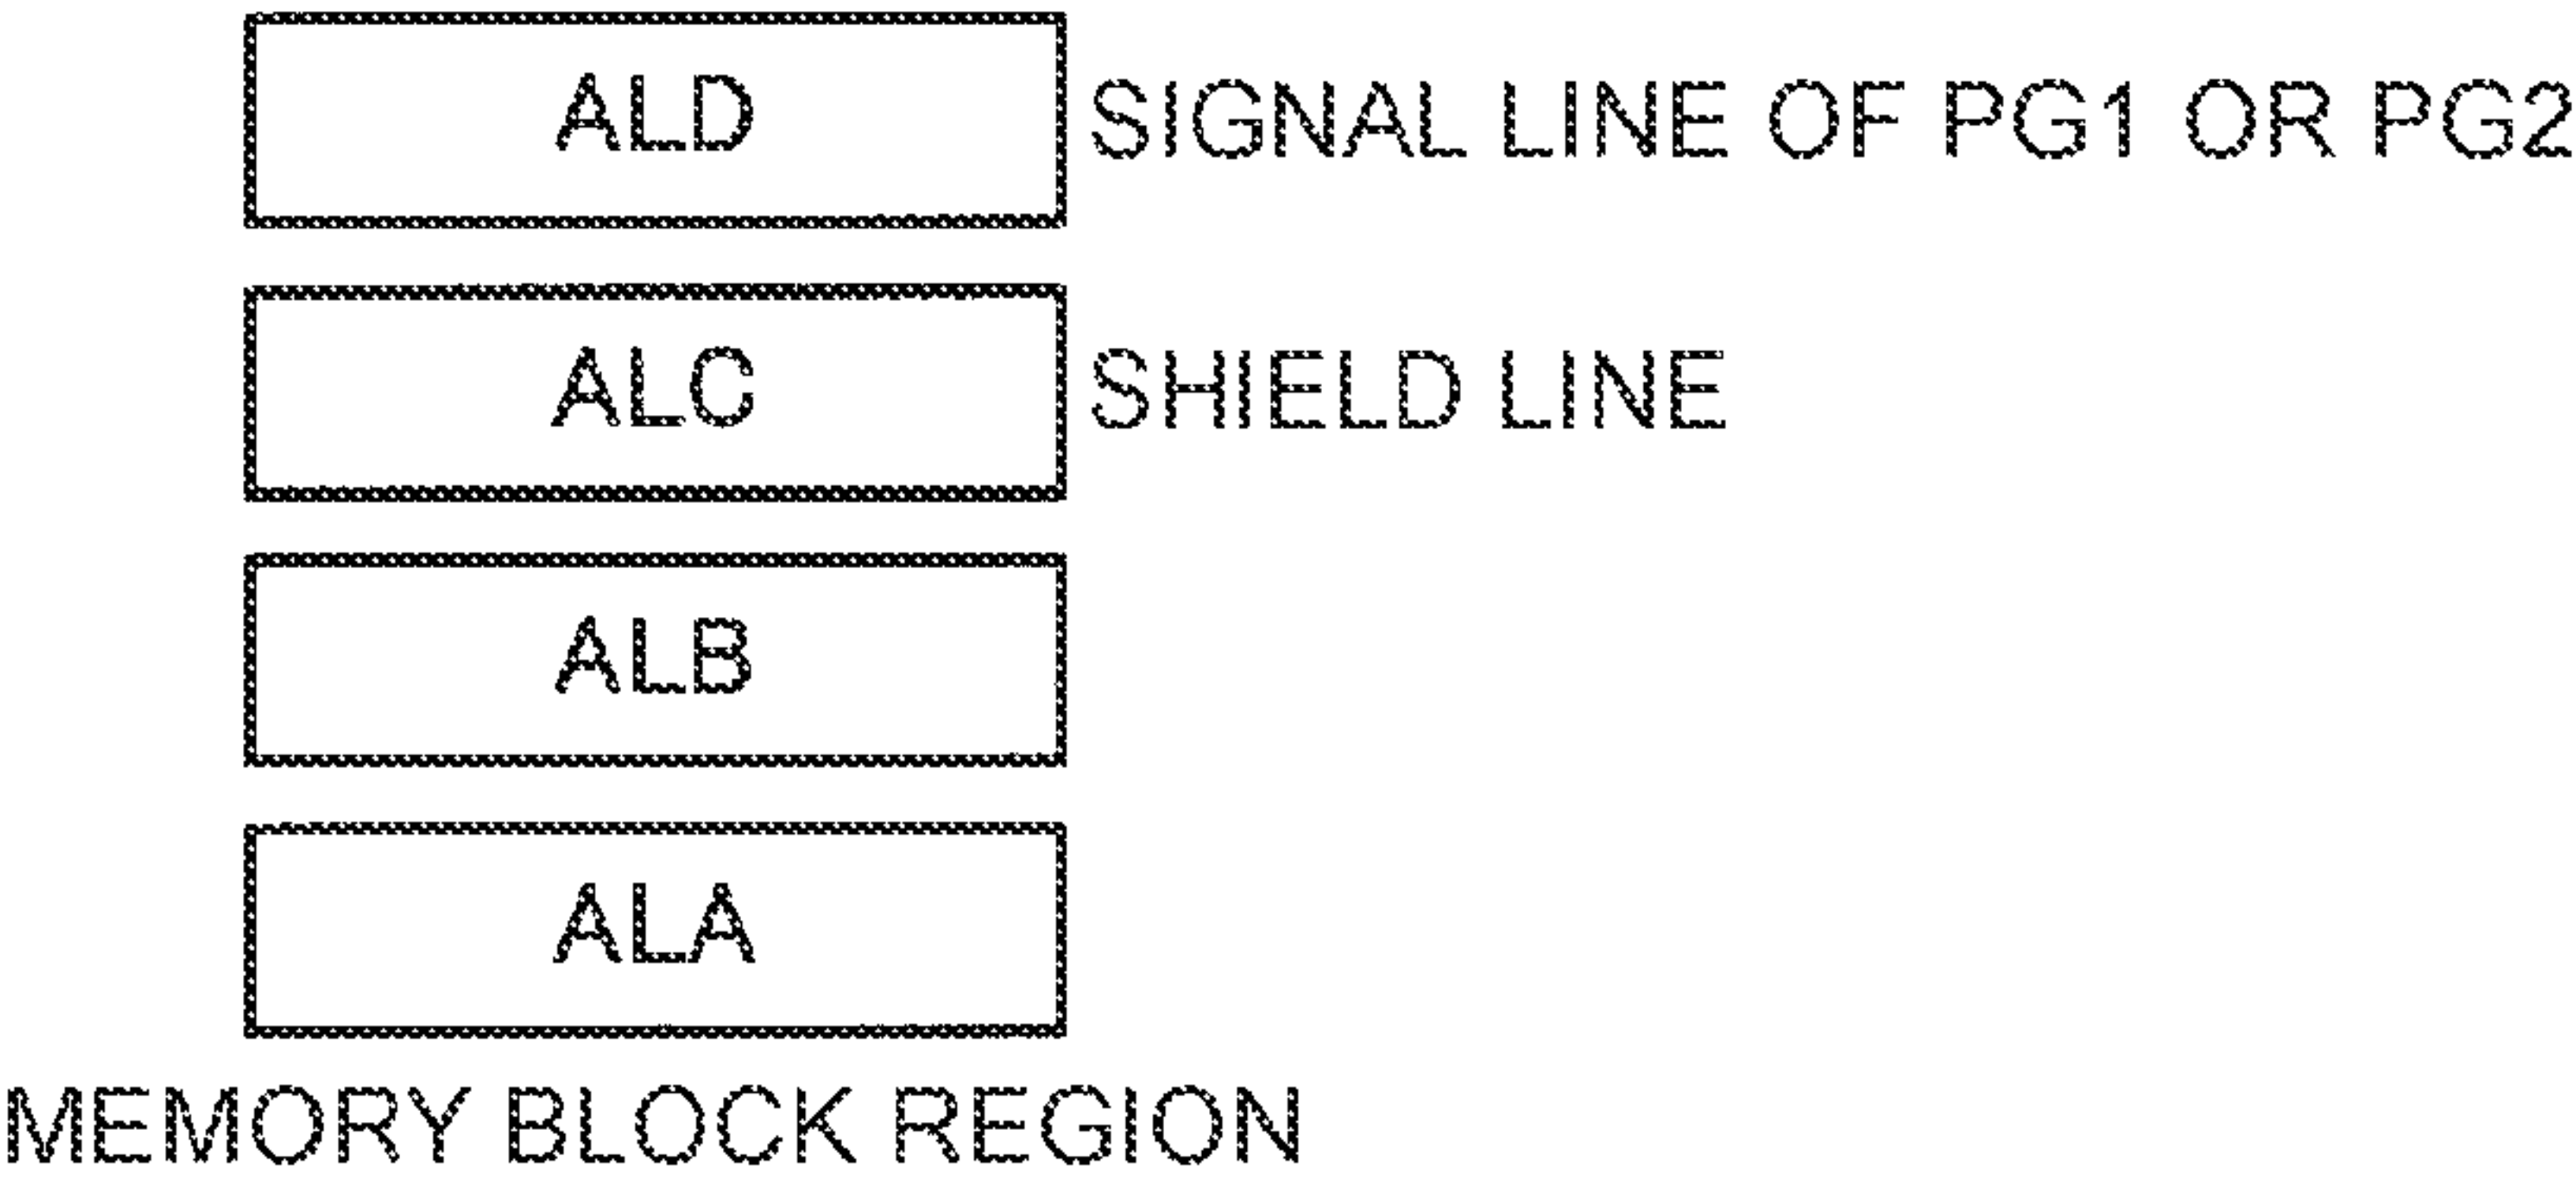 ALD SIGNAL LINE OF PG1 OR PG2
ALC SHIELD LINE
ALB
ALA
MEMORY BLOCK REGION